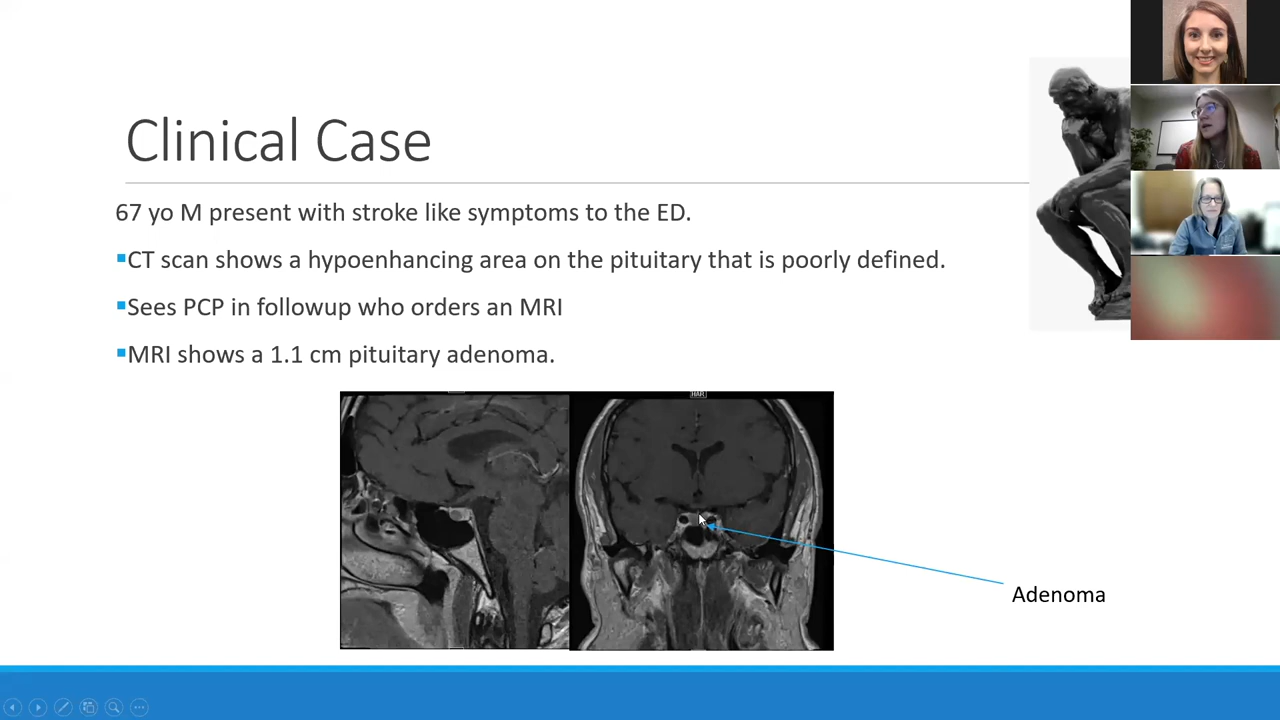 Clinical Case
67 yo M present with stroke like symptoms to the ED.
CT scan shows a hypoenhancing area on the pituitary that is poorly defined.
Sees PCP in followup who orders an MRI
MRI shows a 1.1 cm pituitary adenoma.
HAR
Adenoma